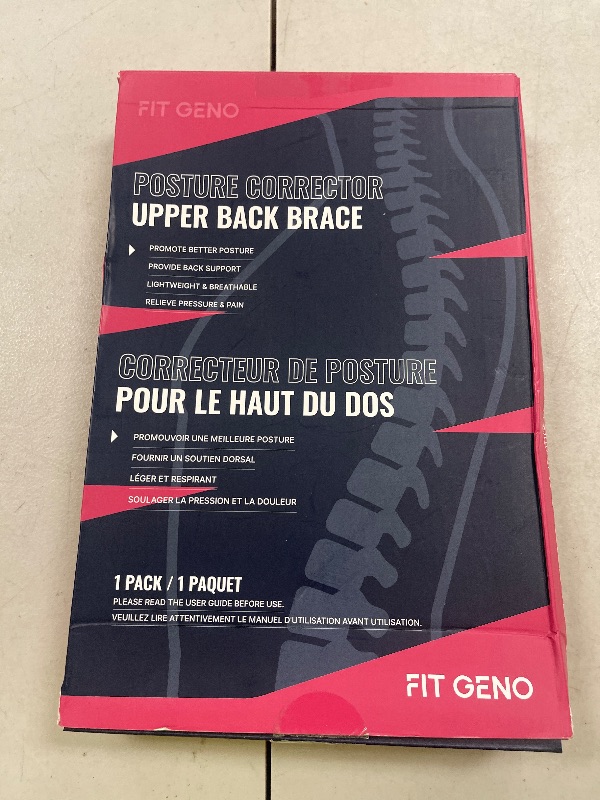 FIT GENO
POSTURE CORRECTOR
UPPER BACK BRACE
PROMOTE BETTER POSTURE
PROVIDE BACK SUPPORT
LIGHTWEIGHT & BREATHABLE
RELIEVE PRESSURE & PAIN
CORRECTEUR DE POSTURE
POUR LE HAUT DU DOS
PROMOUVOIR UNE MEILLEURE POSTURE
FOURNIR UN SOUTIEN DORSAL
LÉGER ET RESPIRANT
SOULAGER LA PRESSION ET LA DOULEUR
1 PACK / 1 PAQUET
PLEASE READ THE USER GUIDE BEFORE USE.
VEUILLEZ LIRE ATTENTIVEMENT LE MANUEL D'UTILISATION AVANT UTILISATION.
FIT GENO